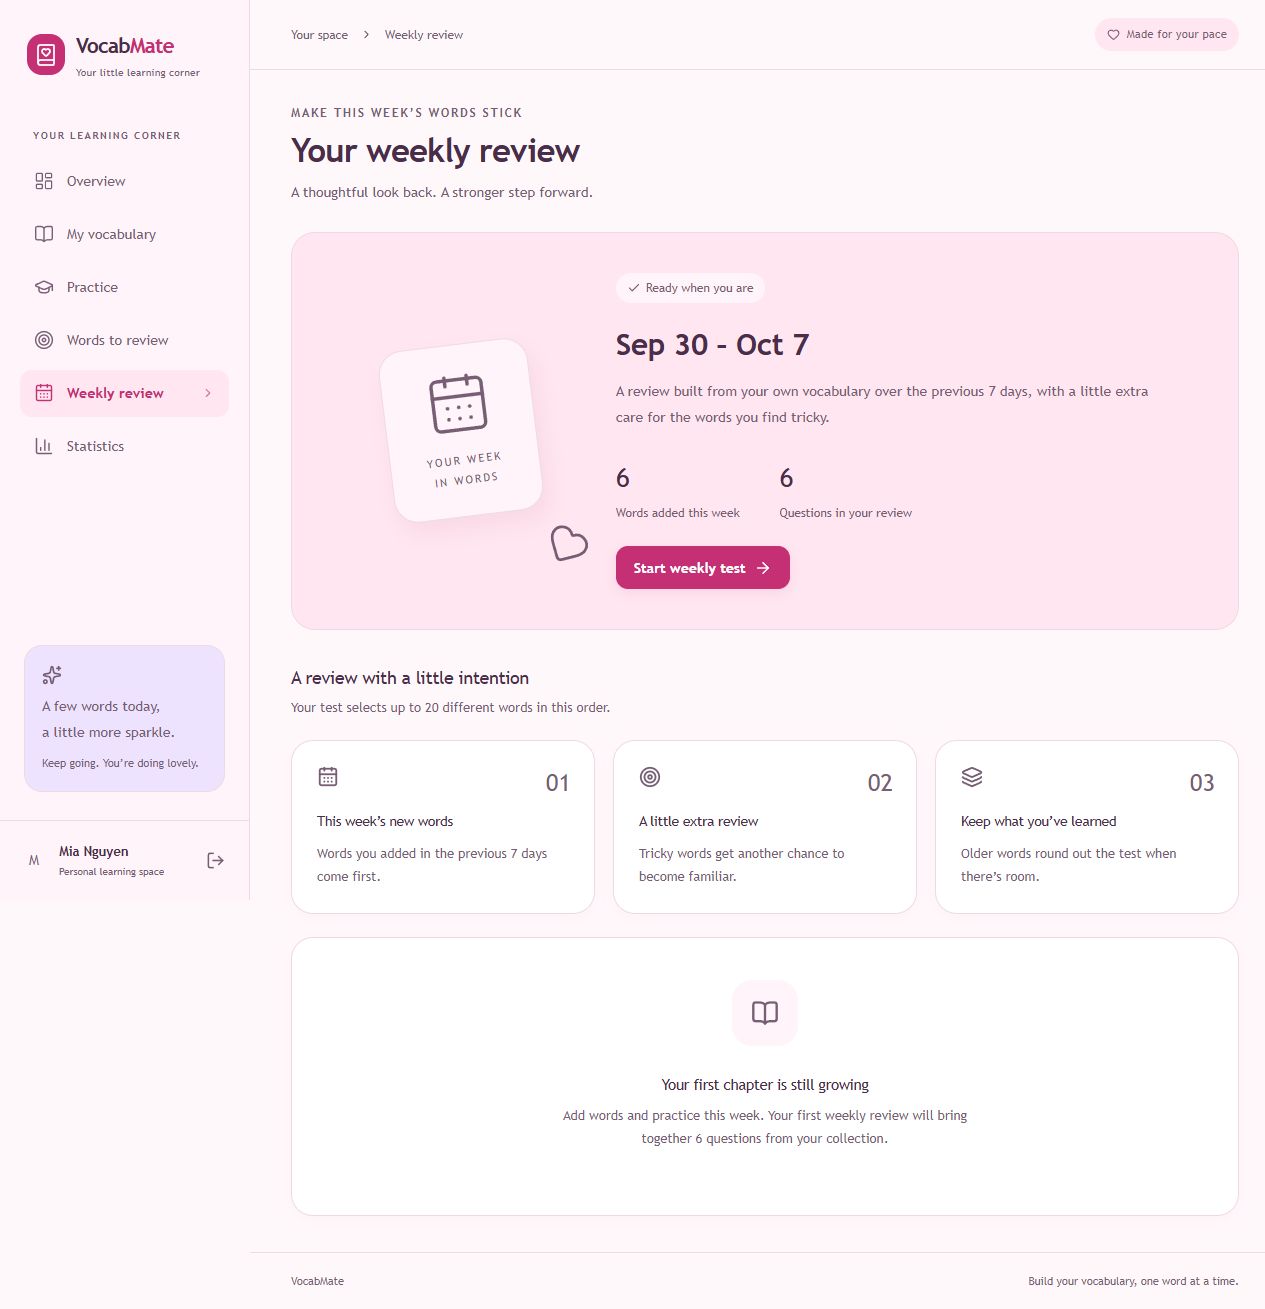 VocabMate
Your little learning corner
YOUR LEARNING CORNER
Overview
My vocabulary
Practice
Words to review
Weekly review
Statistics
A few words today,
a little more sparkle.
Keep going. You’re doing lovely.
M
Mia Nguyen
Personal learning space
Your space
Weekly review
Made for your pace
MAKE THIS WEEK’S WORDS STICK
Your weekly review
A thoughtful look back. A stronger step forward.
YOUR WEEK
IN WORDS
Ready when you are
Sep 30 – Oct 7
A review built from your own vocabulary over the previous 7 days, with a little extra
care for the words you find tricky.
6
Words added this week
6
Questions in your review
Start weekly test
A review with a little intention
Your test selects up to 20 different words in this order.
01
This week’s new words
Words you added in the previous 7 days
come first.
02
A little extra review
Tricky words get another chance to
become familiar.
03
Keep what you’ve learned
Older words round out the test when
there’s room.
Your first chapter is still growing
Add words and practice this week. Your first weekly review will bring
together 6 questions from your collection.
VocabMate
Build your vocabulary, one word at a time.